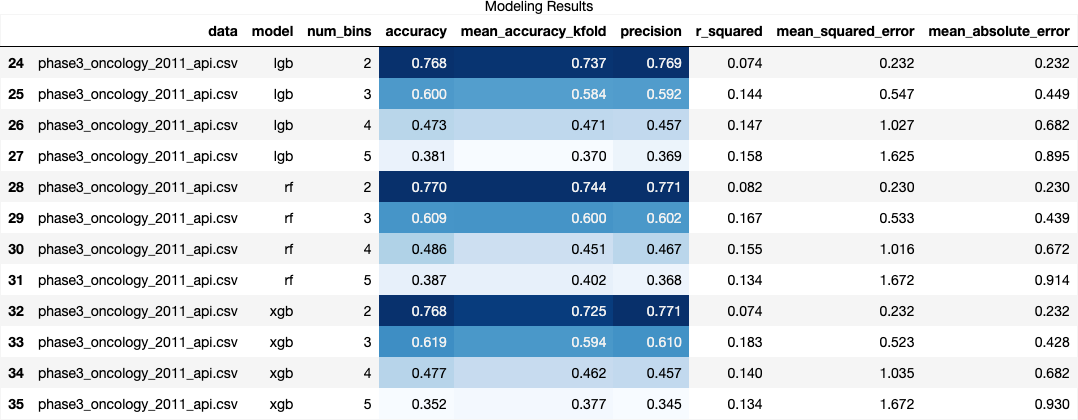 Modeling Results
data model num_bins accuracy mean_accuracy_kfold precision r_squared mean_squared_error mean_absolute_error
24 phase3_oncology_2011_api.csv lgb 2 0.768 0.737 0.769 0.074 0.232 0.232
25 phase3_oncology_2011_api.csv lgb 3 0.600 0.584 0.592 0.144 0.547 0.449
26 phase3_oncology_2011_api.csv lgb 4 0.473 0.471 0.457 0.147 1.027 0.682
27 phase3_oncology_2011_api.csv lgb 5 0.381 0.370 0.369 0.158 1.625 0.895
28 phase3_oncology_2011_api.csv rf 2 0.770 0.744 0.771 0.082 0.230 0.230
29 phase3_oncology_2011_api.csv rf 3 0.609 0.600 0.602 0.167 0.533 0.439
30 phase3_oncology_2011_api.csv rf 4 0.486 0.451 0.467 0.155 1.016 0.672
31 phase3_oncology_2011_api.csv rf 5 0.387 0.402 0.368 0.134 1.672 0.914
32 phase3_oncology_2011_api.csv xgb 2 0.768 0.725 0.771 0.074 0.232 0.232
33 phase3_oncology_2011_api.csv xgb 3 0.619 0.594 0.610 0.183 0.523 0.428
34 phase3_oncology_2011_api.csv xgb 4 0.477 0.462 0.457 0.140 1.035 0.682
35 phase3_oncology_2011_api.csv xgb 5 0.352 0.377 0.345 0.134 1.672 0.930